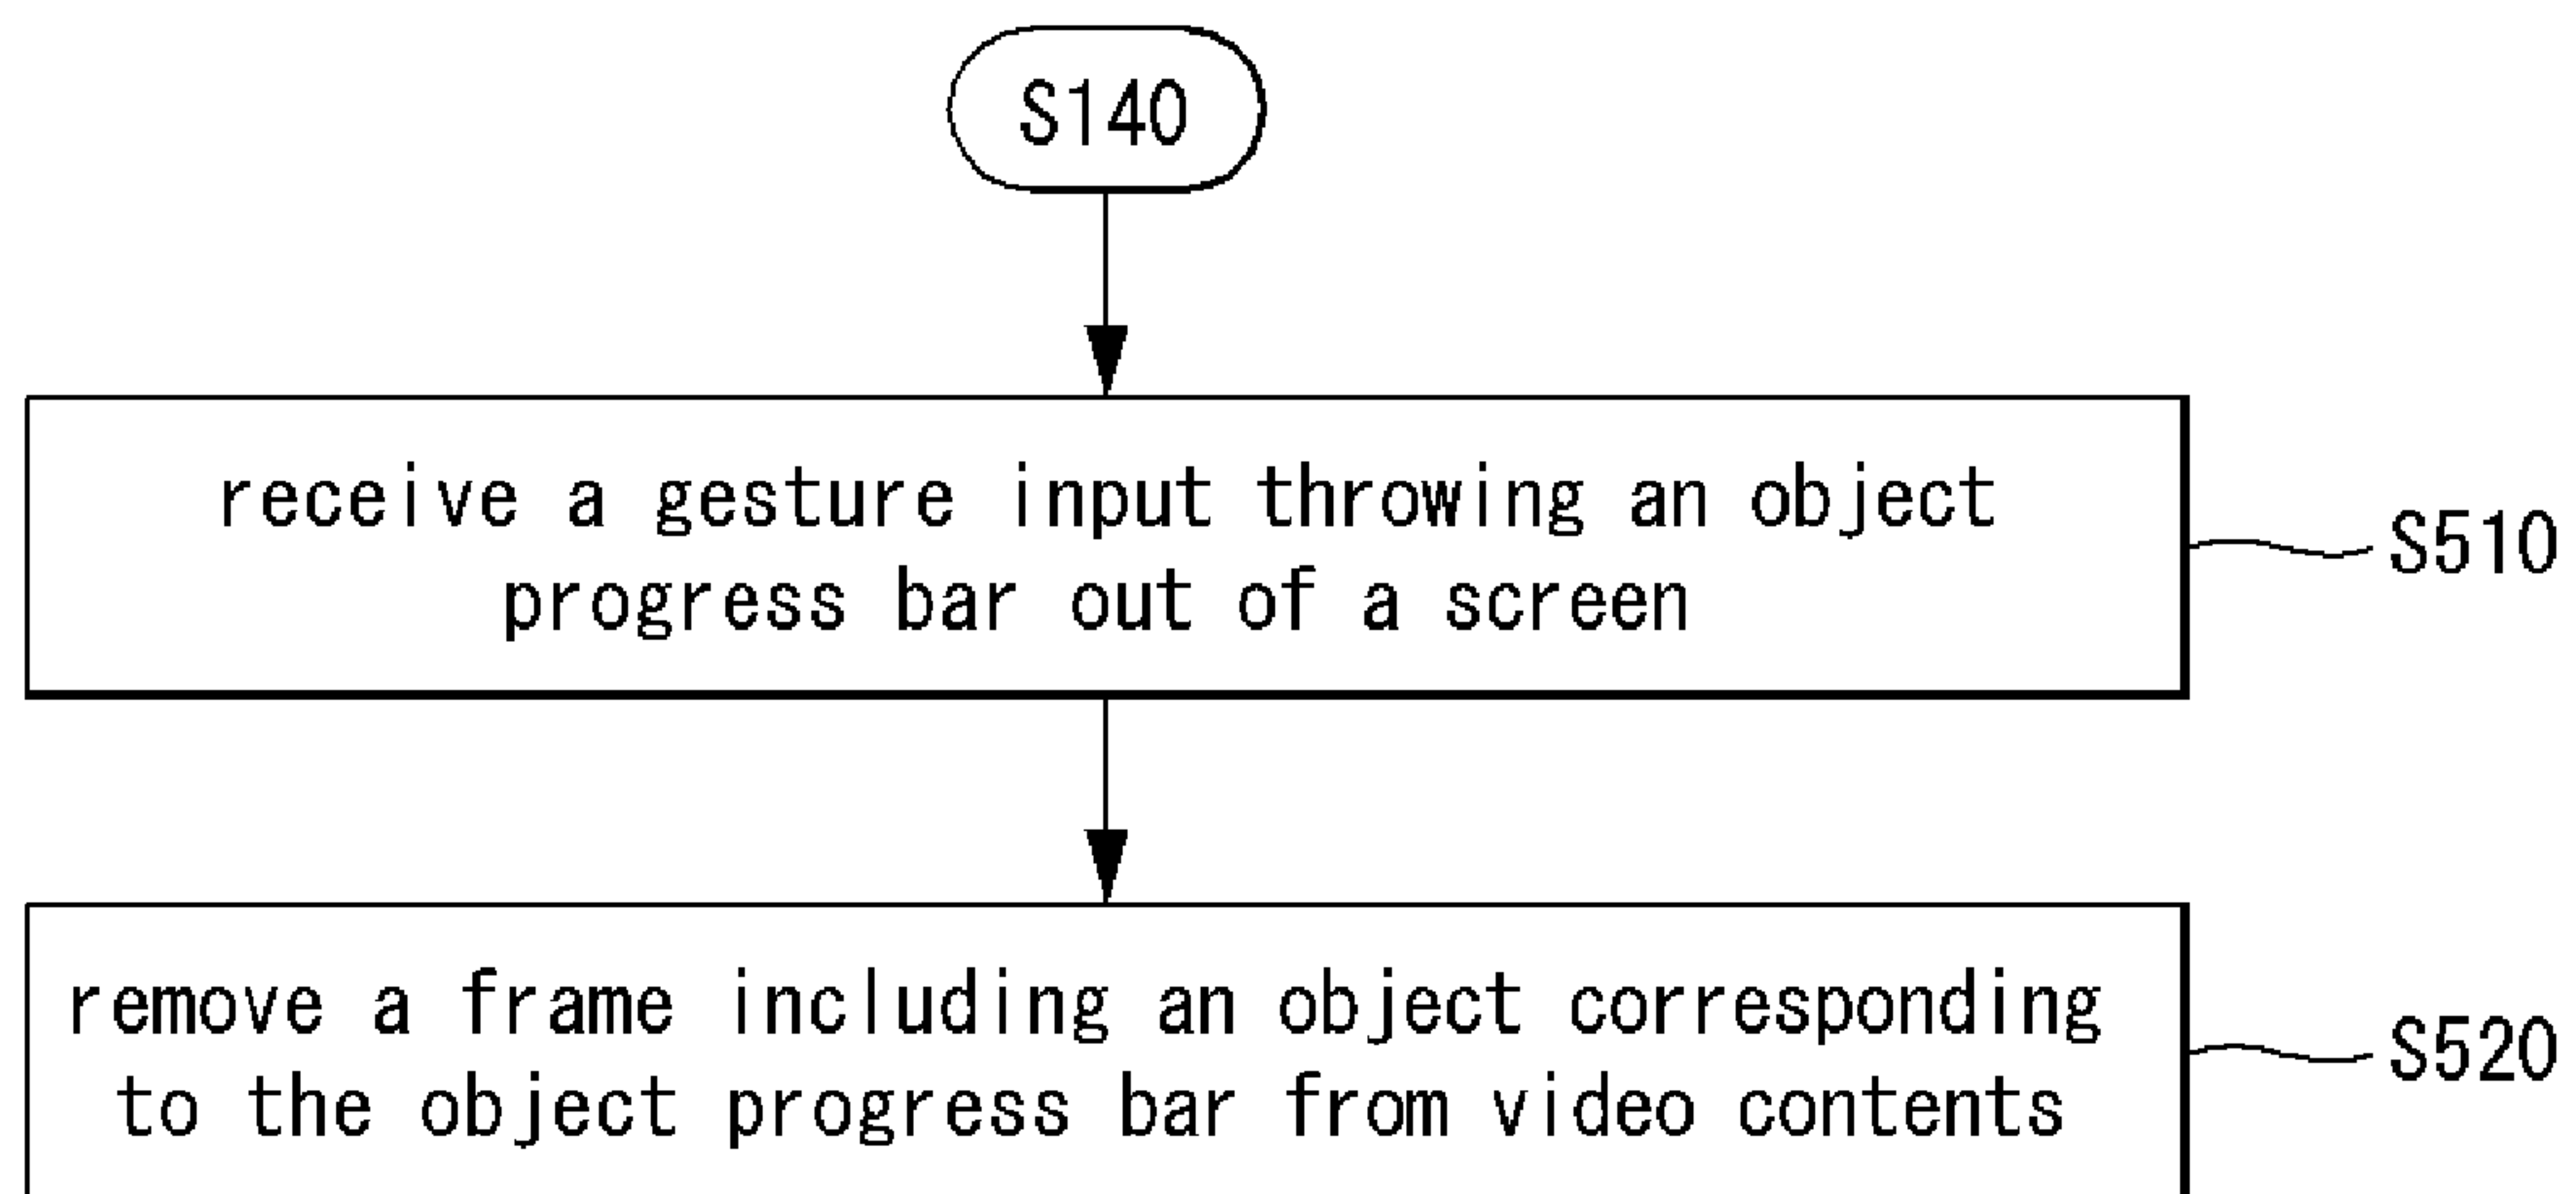 S140
receive a gesture input throwing an object
progress bar out of a screen
S510
remove a frame including an object corresponding
to the object progress bar from video contents
S520